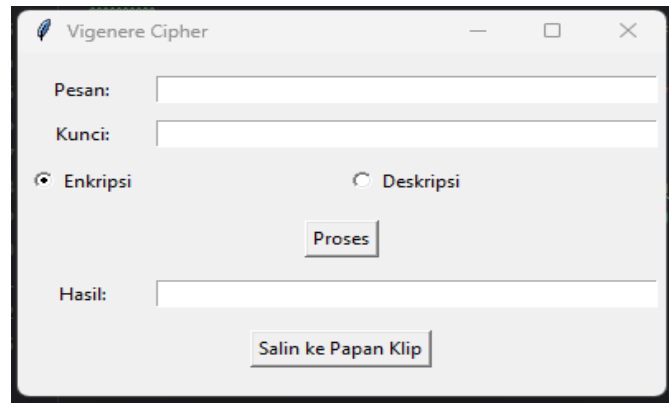 Vigenere Cipher
Pesan:
Kunci:
Enkripsi Deskripsi
Proses
Hasil:
Salin ke Papan Klip